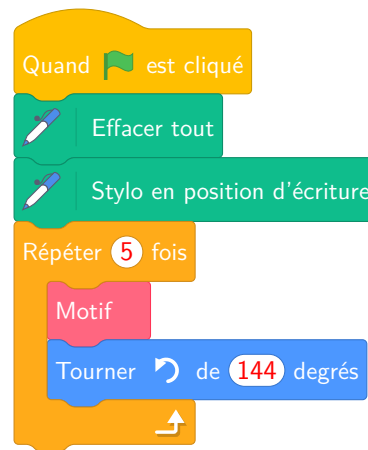 Quand est cliqué
Effacer tout
Stylo en position d'écriture
Répéter 5 fois
Motif
Tourner de 144 degrés